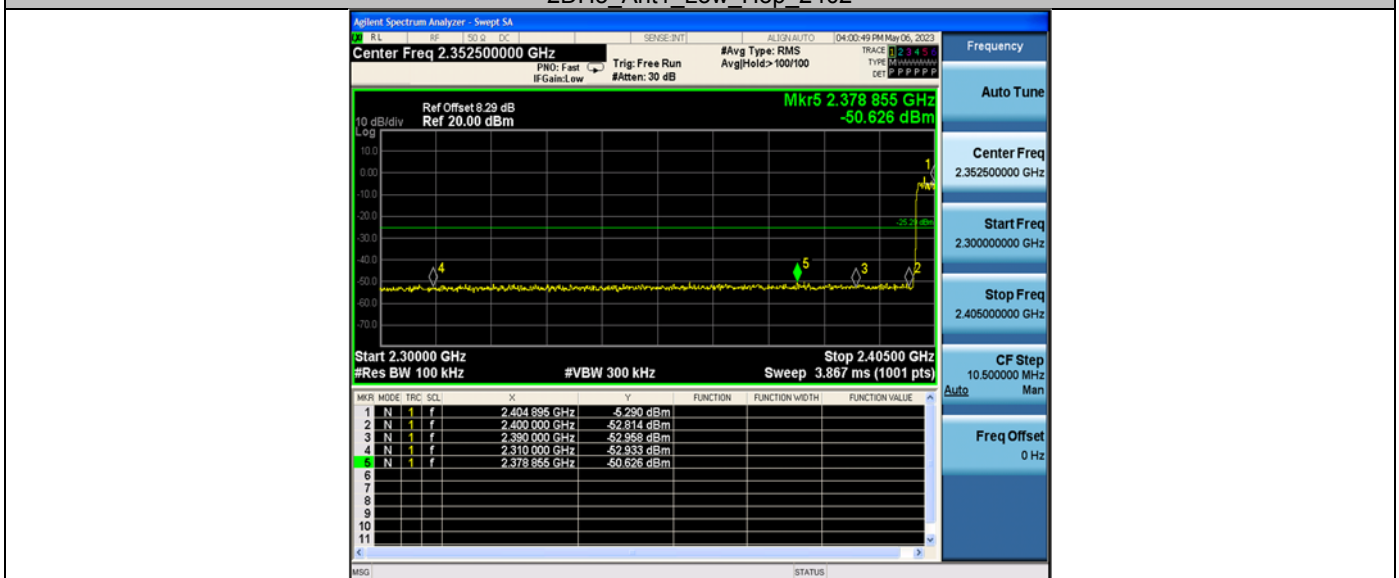 2DH5_Ant1_Low_Hop_2402
Agilent Spectrum Analyzer - Swept SA
RL RF 50 Ω DC SENSE:INT ALIGN AUTO 04:00:49 PM May 06, 2023
Center Freq 2.352500000 GHz #Avg Type: RMS TRACE 1 2 3 4 5 6
PNO: Fast Trig: Free Run Avg|Hold:> 100/100 TYPE M
IFGain:Low #Atten: 30 dB DET P P P P P P
Mkr5 2.378 855 GHz
Ref Offset 8.29 dB
-50.626 dBm
10 dB/div Ref 20.00 dBm
Log
10.0
1
0.00
-10.0
-20.0
-25.29 dBm
-30.0
-40.0
4 5 3 2
-50.0
-60.0
-70.0
Start 2.30000 GHz Stop 2.40500 GHz
#Res BW 100 kHz #VBW 300 kHz Sweep 3.867 ms (1001 pts)
MKR MODE TRC SCL X Y FUNCTION FUNCTION WIDTH FUNCTION VALUE
1 N 1 f 2.404 895 GHz -5.290 dBm
2 N 1 f 2.400 000 GHz -52.814 dBm
3 N 1 f 2.390 000 GHz -52.958 dBm
4 N 1 f 2.310 000 GHz -52.933 dBm
5 N 1 f 2.378 855 GHz -50.626 dBm
6
7
8
9
10
11
MSG STATUS
Frequency
Auto Tune
Center Freq
2.352500000 GHz
Start Freq
2.300000000 GHz
Stop Freq
2.405000000 GHz
CF Step
10.500000 MHz
Auto Man
Freq Offset
0 Hz